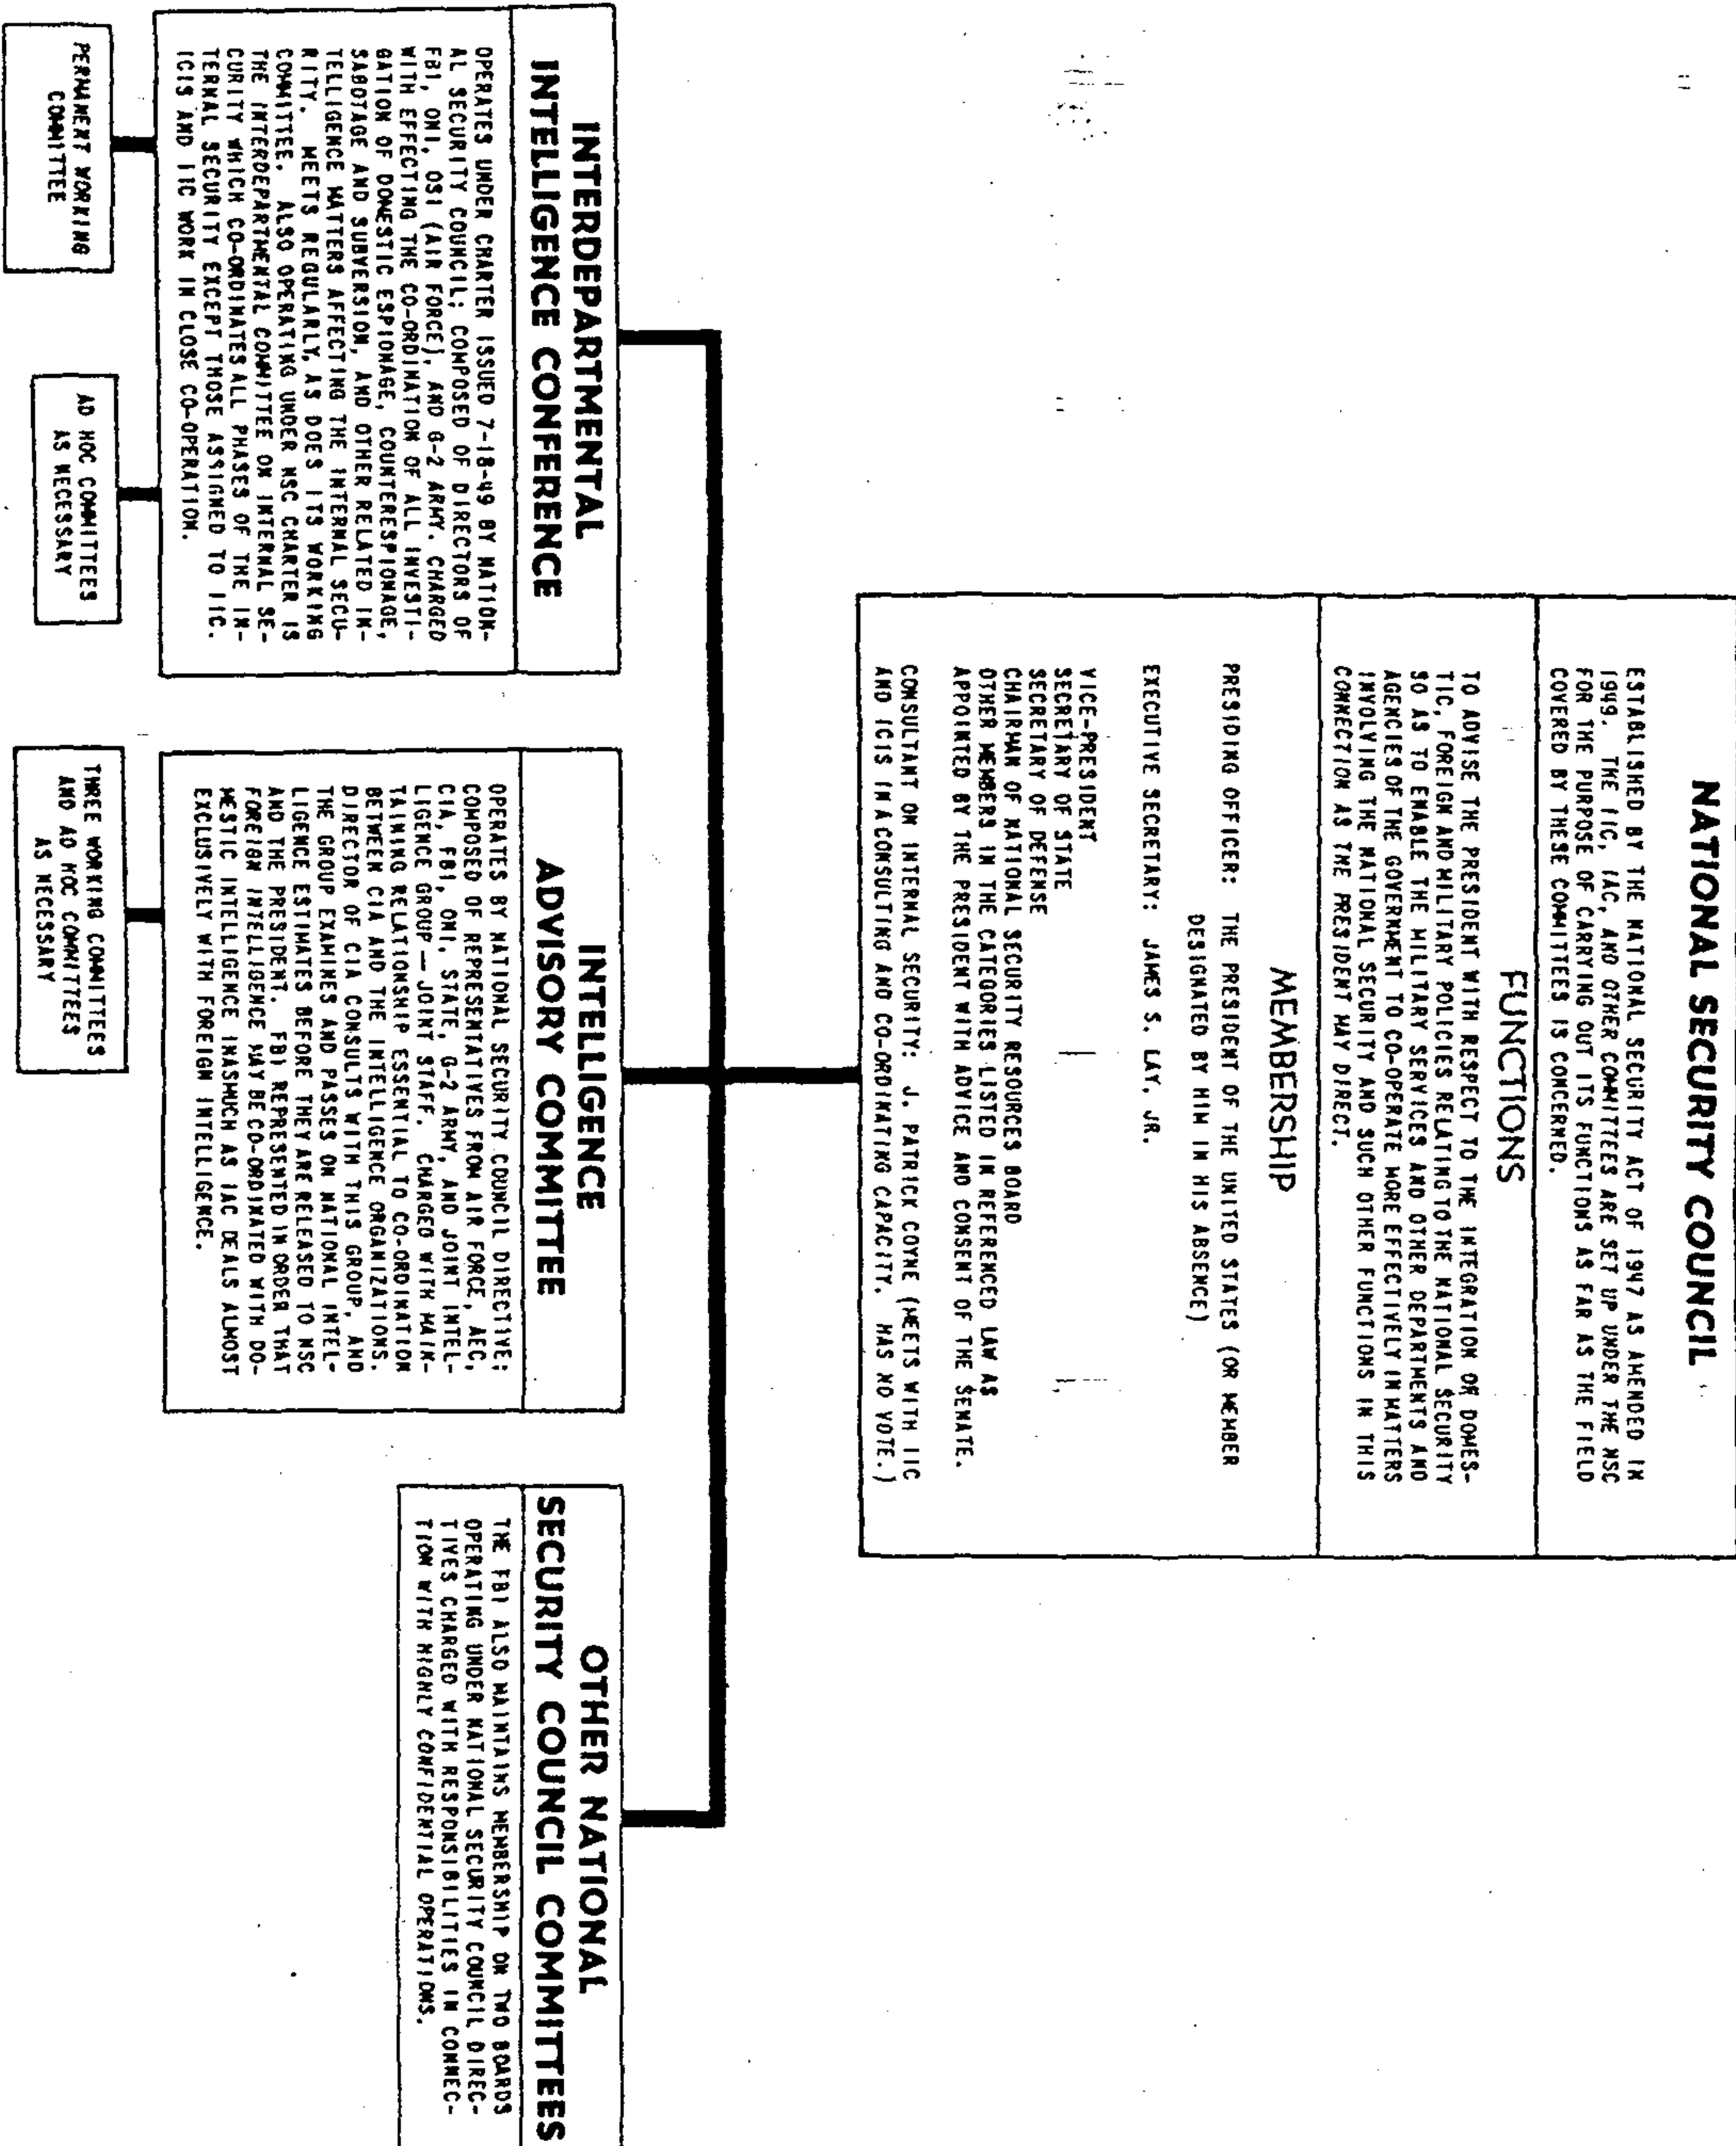 NATIONAL SECURITY COUNCIL
ESTABLISHED BY THE NATIONAL SECURITY ACT OF 1947 AS AMENDED IN
1949. THE IIC, IAC, AND OTHER COMMITTEES ARE SET UP UNDER THE NSC
FOR THE PURPOSE OF CARRYING OUT ITS FUNCTIONS AS FAR AS THE FIELD
COVERED BY THESE COMMITTEES IS CONCERNED.
FUNCTIONS
TO ADVISE THE PRESIDENT WITH RESPECT TO THE INTEGRATION OR DOMES-
TIC, FOREIGN AND MILITARY POLICIES RELATING TO THE NATIONAL SECURITY
SO AS TO ENABLE THE MILITARY SERVICES AND OTHER DEPARTMENTS AND
AGENCIES OF THE GOVERNMENT TO CO-OPERATE MORE EFFECTIVELY IN MATTERS
INVOLVING THE NATIONAL SECURITY AND SUCH OTHER FUNCTIONS IN THIS
CONNECTION AS THE PRESIDENT MAY DIRECT.
MEMBERSHIP
PRESIDING OFFICER: THE PRESIDENT OF THE UNITED STATES (OR MEMBER
DESIGNATED BY HIM IN HIS ABSENCE)
EXECUTIVE SECRETARY: JAMES S. LAY, JR.
VICE-PRESIDENT
SECRETARY OF STATE
SECRETARY OF DEFENSE
CHAIRMAN OF NATIONAL SECURITY RESOURCES BOARD
OTHER MEMBERS IN THE CATEGORIES LISTED IN REFERENCED LAW AS
APPOINTED BY THE PRESIDENT WITH ADVICE AND CONSENT OF THE SENATE.
CONSULTANT ON INTERNAL SECURITY: J. PATRICK COYNE (MEETS WITH IIC
AND ICIS IN A CONSULTING AND CO-ORDINATING CAPACITY. HAS NO VOTE.)
INTERDEPARTMENTAL
INTELLIGENCE CONFERENCE
OPERATES UNDER CHARTER ISSUED 7-18-49 BY NATION-
AL SECURITY COUNCIL; COMPOSED OF DIRECTORS OF
FBI, ONI, OSI (AIR FORCE), AND G-2 ARMY. CHARGED
WITH EFFECTING THE CO-ORDINATION OF ALL INVESTI-
GATION OF DOMESTIC ESPIONAGE, COUNTERESPIONAGE,
SABOTAGE AND SUBVERSION, AND OTHER RELATED IN-
TELLIGENCE MATTERS AFFECTING THE INTERNAL SECU-
RITY. MEETS REGULARLY, AS DOES ITS WORKING
COMMITTEE. ALSO OPERATING UNDER NSC CHARTER IS
THE INTERDEPARTMENTAL COMMITTEE ON INTERNAL SE-
CURITY WHICH CO-ORDINATES ALL PHASES OF THE IN-
TERNAL SECURITY EXCEPT THOSE ASSIGNED TO IIC.
ICIS AND IIC WORK IN CLOSE CO-OPERATION.
PERMANENT WORKING
COMMITTEE
AD HOC COMMITTEES
AS NECESSARY
INTELLIGENCE
ADVISORY COMMITTEE
OPERATES BY NATIONAL SECURITY COUNCIL DIRECTIVE;
COMPOSED OF REPRESENTATIVES FROM AIR FORCE, AEC,
CIA, FBI, ONI, STATE, G-2 ARMY, AND JOINT INTEL-
LIGENCE GROUP — JOINT STAFF. CHARGED WITH MAIN-
TAINING RELATIONSHIP ESSENTIAL TO CO-ORDINATION
BETWEEN CIA AND THE INTELLIGENCE ORGANIZATIONS.
DIRECTOR OF CIA CONSULTS WITH THIS GROUP, AND
THE GROUP EXAMINES AND PASSES ON NATIONAL INTEL-
LIGENCE ESTIMATES BEFORE THEY ARE RELEASED TO NSC
AND THE PRESIDENT. FBI REPRESENTED IN ORDER THAT
FOREIGN INTELLIGENCE MAY BE CO-ORDINATED WITH DO-
MESTIC INTELLIGENCE INASMUCH AS IAC DEALS ALMOST
EXCLUSIVELY WITH FOREIGN INTELLIGENCE.
THREE WORKING COMMITTEES
AND AD HOC COMMITTEES
AS NECESSARY
OTHER NATIONAL
SECURITY COUNCIL COMMITTEES
THE FBI ALSO MAINTAINS MEMBERSHIP ON TWO BOARDS
OPERATING UNDER NATIONAL SECURITY COUNCIL DIREC-
TIVES CHARGED WITH RESPONSIBILITIES IN CONNEC-
TION WITH HIGHLY CONFIDENTIAL OPERATIONS.